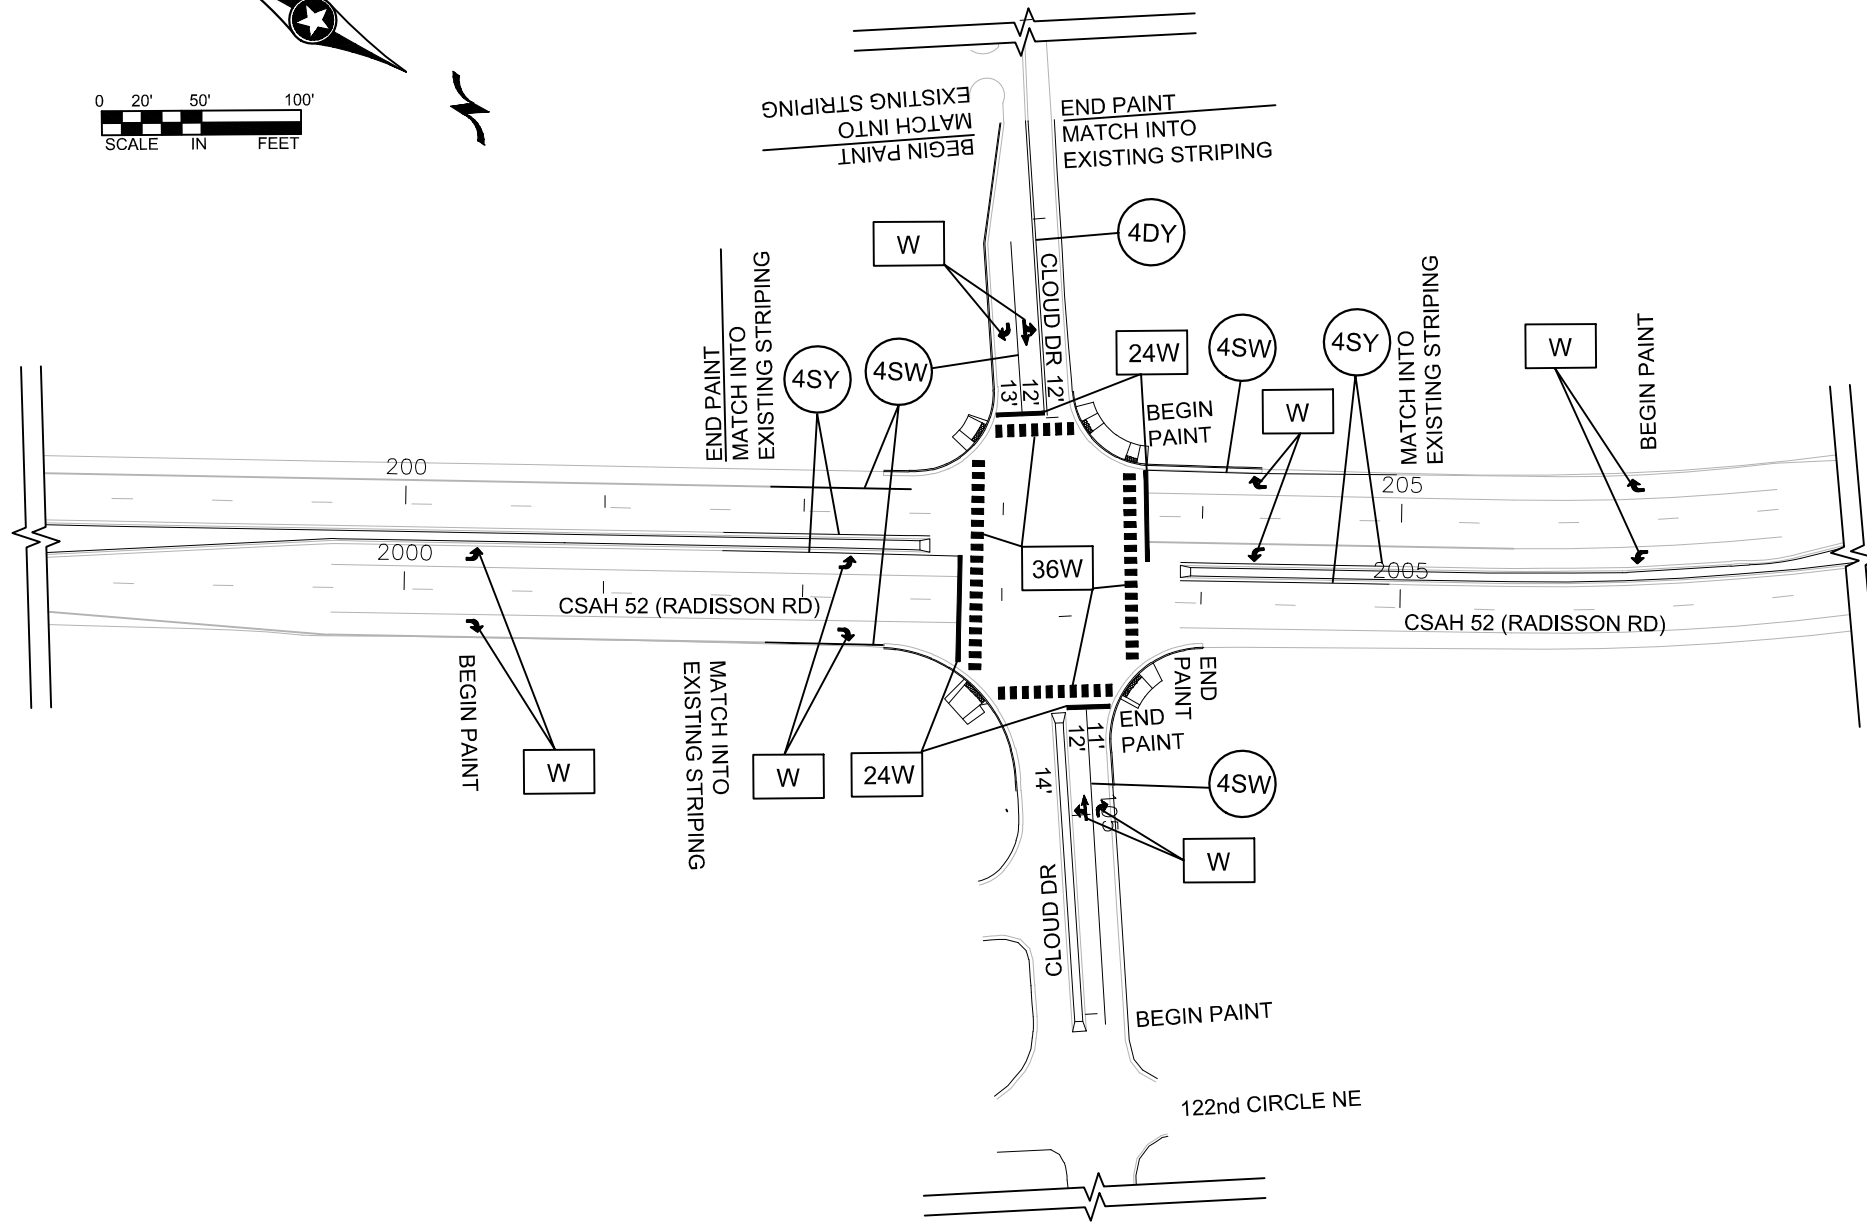 0 20' 50' 100'
SCALE IN FEET
BEGIN PAINT
MATCH INTO
EXISTING STRIPING
END PAINT
MATCH INTO
EXISTING STRIPING
W
4DY
CLOUD DR
13'
12'
12'
END PAINT
MATCH INTO
EXISTING STRIPING
4SY
4SW
24W
4SW
4SY
BEGIN
PAINT
W
MATCH INTO
EXISTING STRIPING
W
BEGIN PAINT
200
205
2000
2005
36W
CSAH 52 (RADISSON RD)
CSAH 52 (RADISSON RD)
BEGIN PAINT
W
MATCH INTO
EXISTING STRIPING
W
24W
END
PAINT
END
PAINT
14'
12'
11'
4SW
105
W
CLOUD DR
BEGIN PAINT
122nd CIRCLE NE